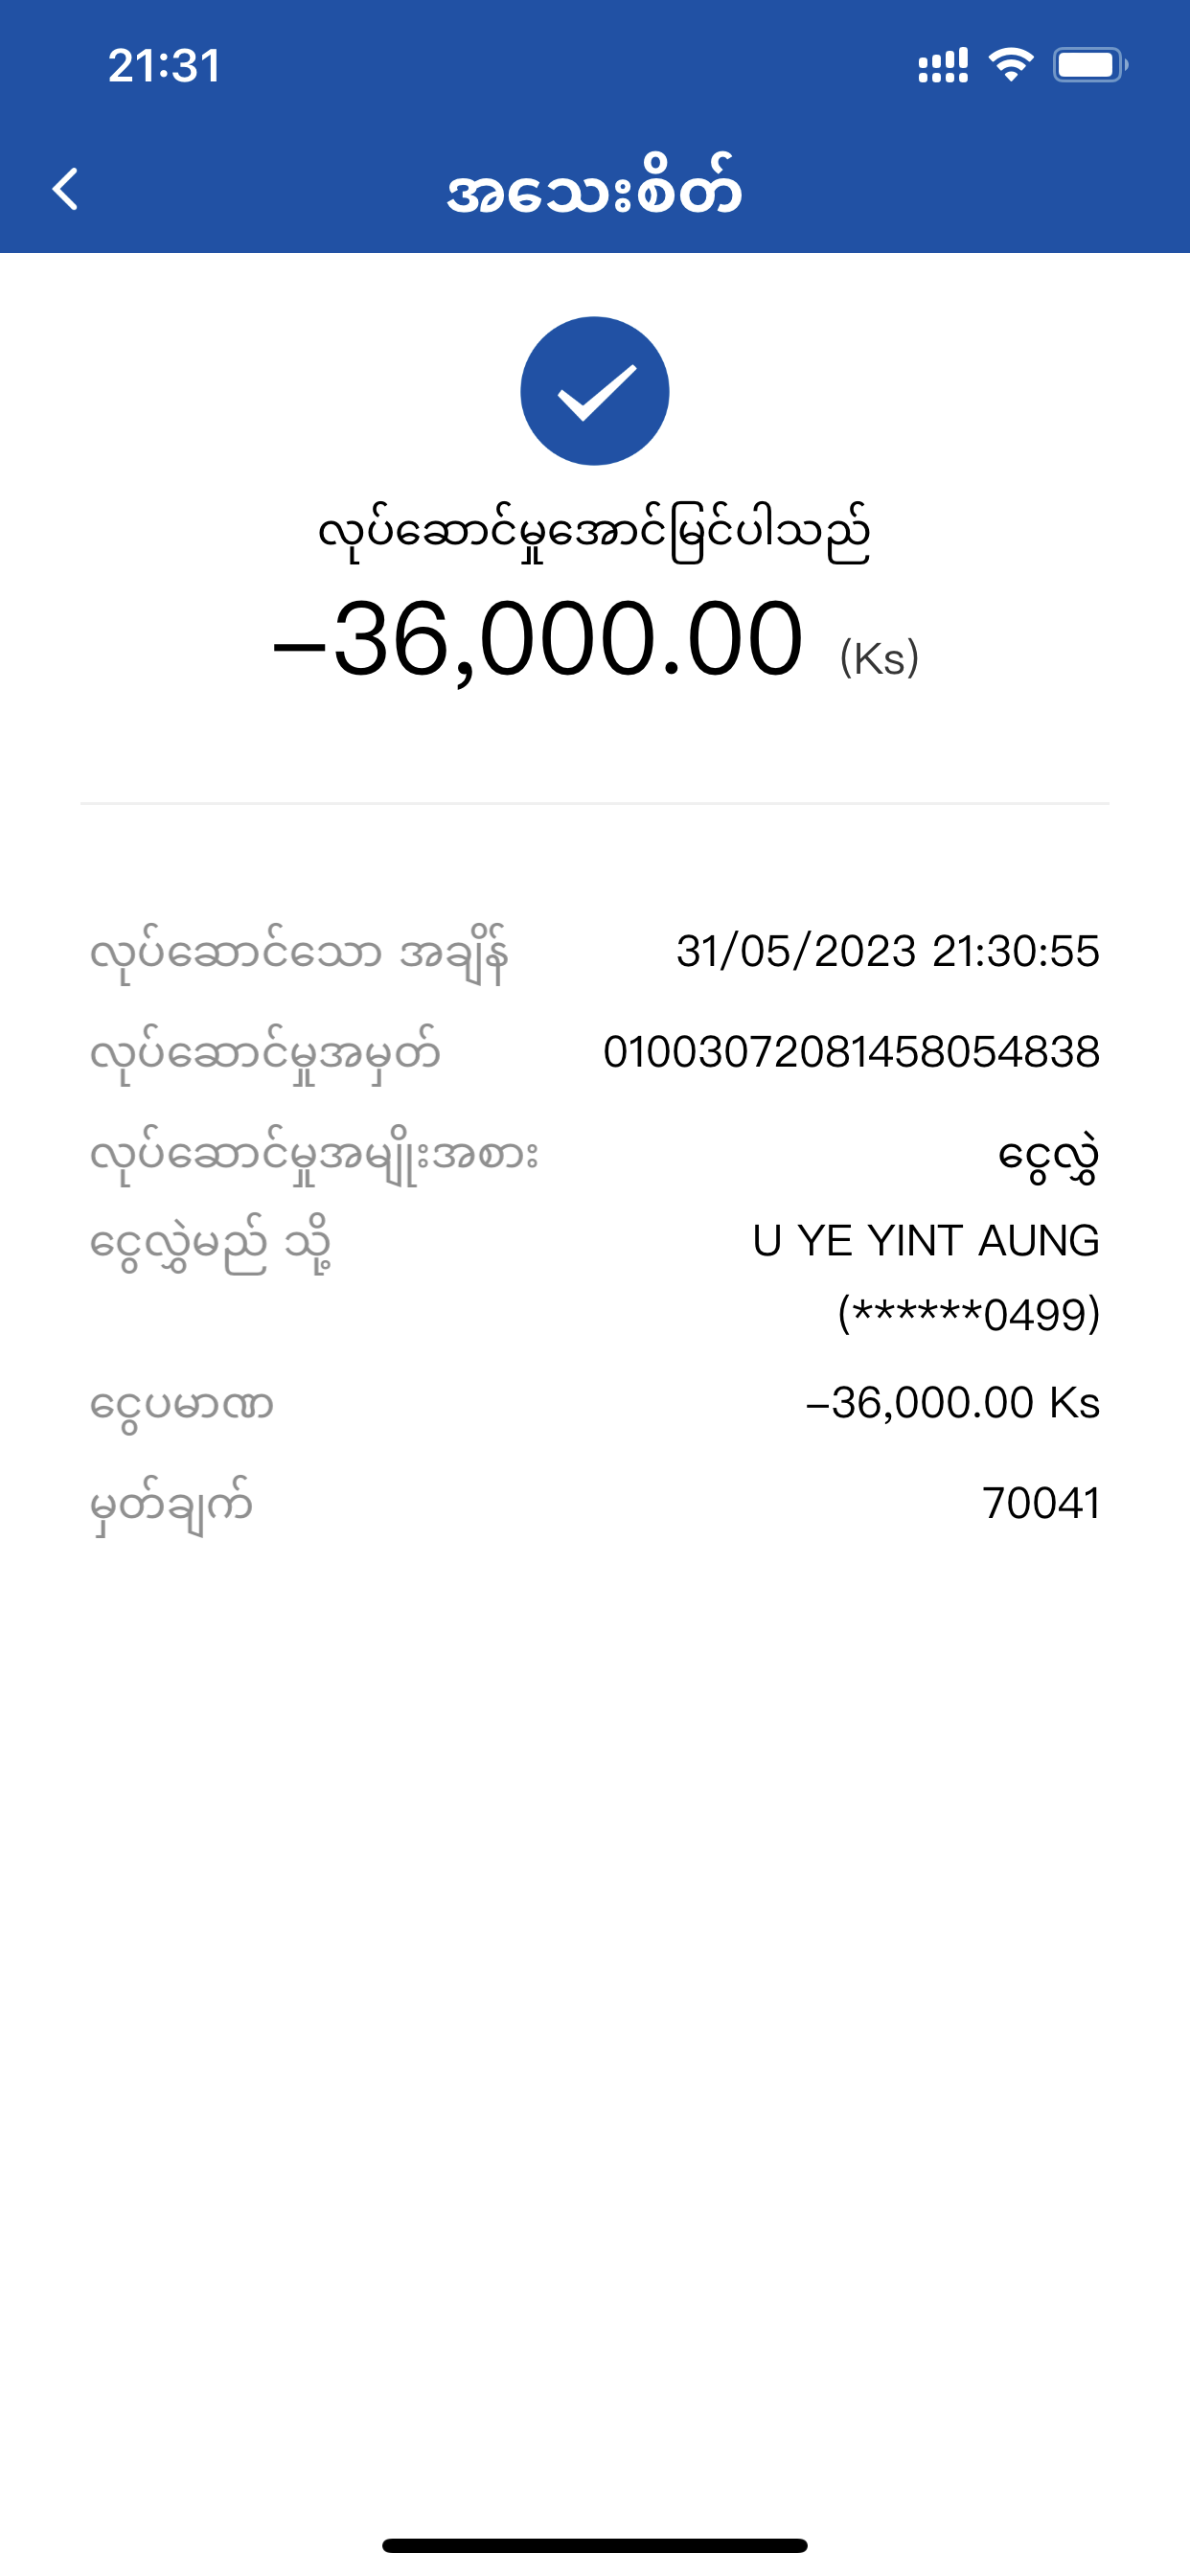 21:31
အသေးစိတ်
လုပ်ဆောင်မှုအောင်မြင်ပါသည်
-36,000.00 (Ks)
လုပ်ဆောင်သော အချိန် 31/05/2023 21:30:55
လုပ်ဆောင်မှုအမှတ် 01003072081458054838
လုပ်ဆောင်မှုအမျိုးအစား ငွေလွှဲ
ငွေလွှဲမည် သို့ U YE YINT AUNG
(******0499)
ငွေပမာဏ -36,000.00 Ks
မှတ်ချက် 70041